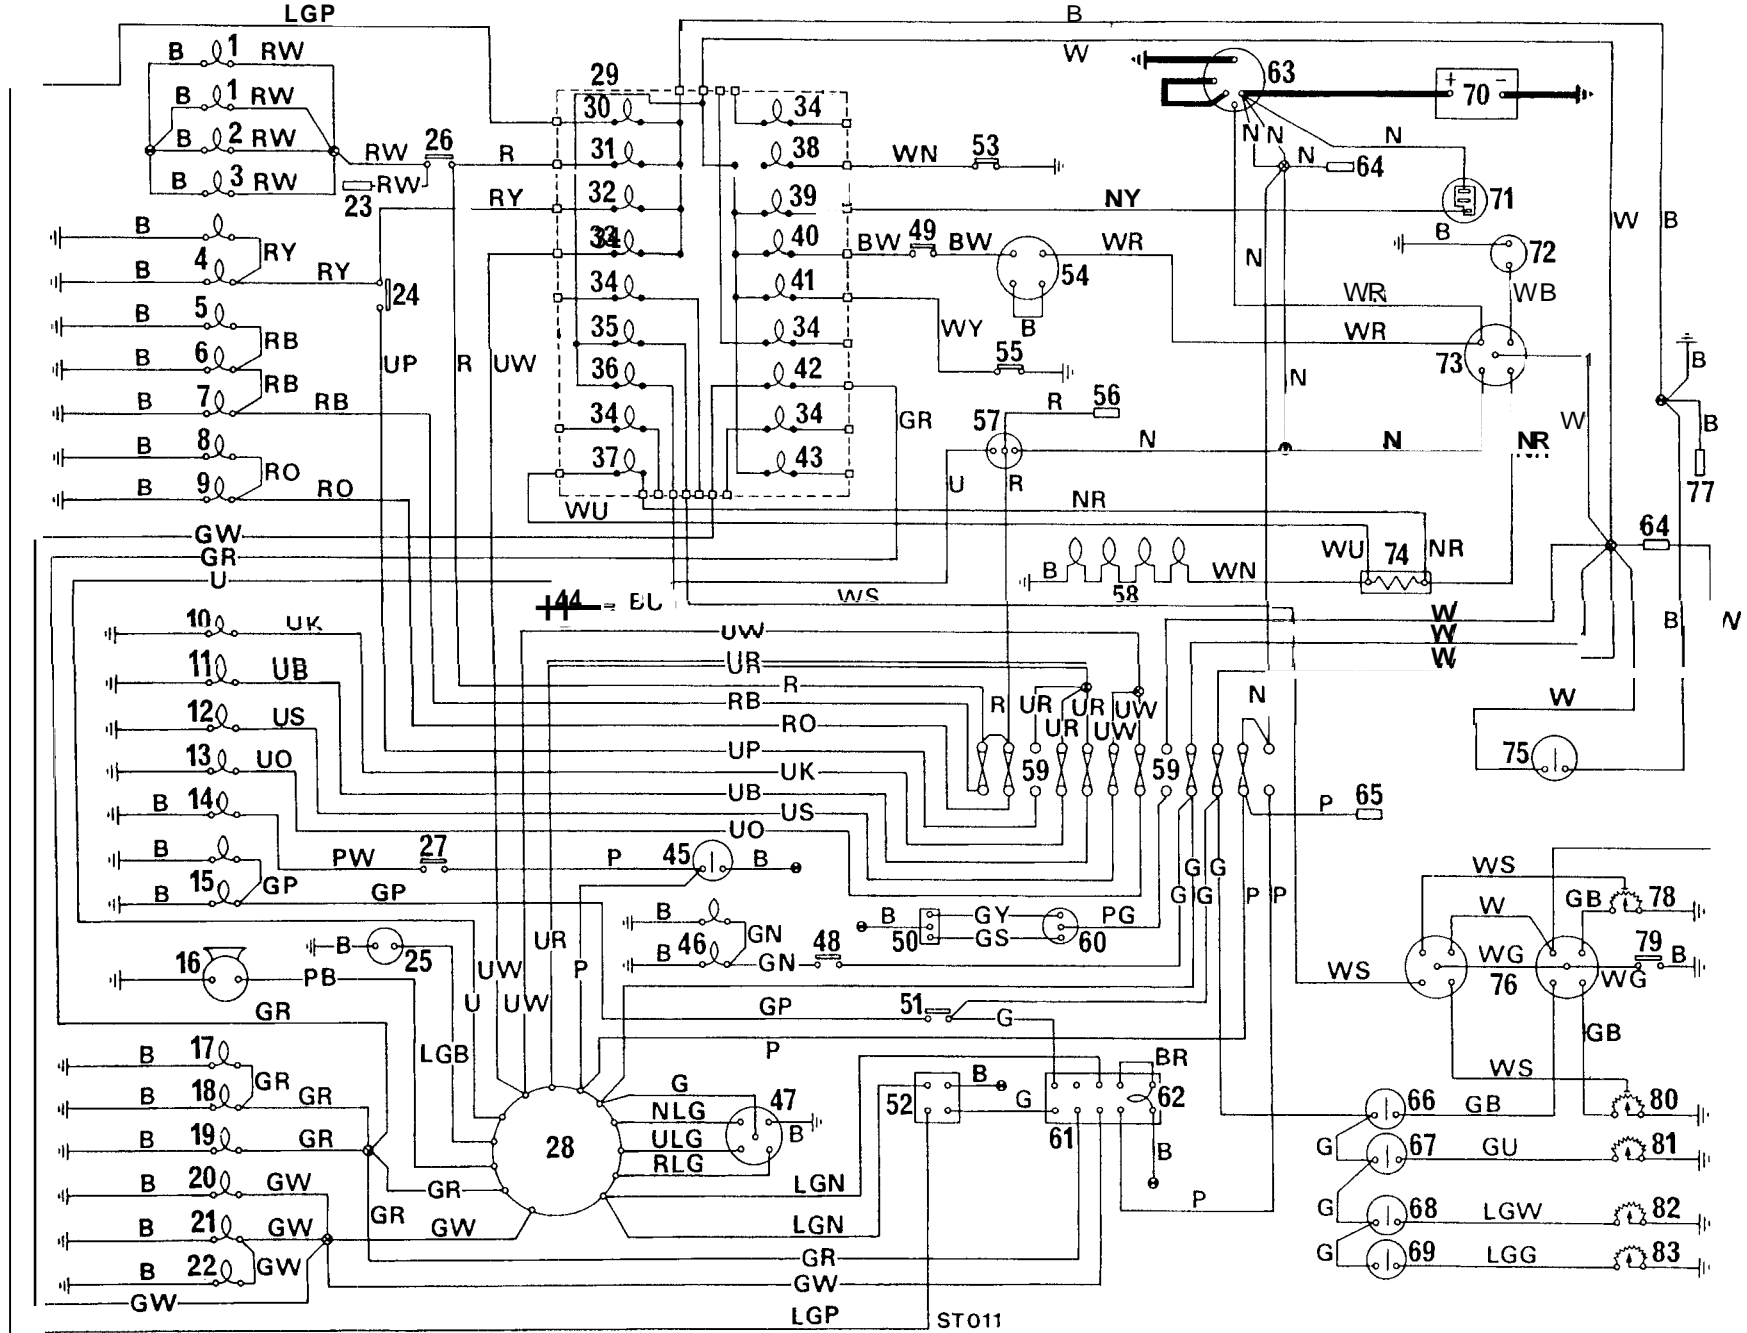 LGP
B
W
B 1 RW
B 1 RW
B 2 RW
B 3 RW
RW 26 R
23 RW
RY
29
30 34
31 38 WN 53
32 39 NY
34 40 BW 49 BW 54 WR
B
34 41 WY
35 34 55
36 42 GR
34 34
37 43
63
N N N
N 64
+ 70 -
71
B 72
WB
WR
WR
73
W B
N
N
W
B
B
77
B RY
B 4 RY 24
B 5 RB
B 6 RB
B 7 RB
B 8 RO
B 9 RO
UP R UW
R 56
57
N N NR
U R
WU NR
GW
GR
U
B 58 WN
WU 74 NR
64
44 = BU
WS
W
W
W
W
B
10 UK UW
11 UB UR
R
12 US RB
RO
13 UO UP
UK
UB
US
UO
R UR UR UR UW UW
N
59 59
P 65
W
75
B 14 PW 27 P 45 B
B
B 15 GP GP
G G
G G P P
B
B 46 GN GN 48
B 50 GY GS 60 PG
16 PB
B 25
UR
UW UW P
U
GR
LGB
GP 51 G
P
WS
GB 78
W
WS WG 76 WG 79 B
GB
WS
GB 80
B 17 GR
B 18 GR
B 19 GR
B 20 GW
B 21 GW
B 22 GW
GW
28
G
NLG 47
ULG B
RLG
GR
GR
GW
LGN
LGN
GR
GW
LGP
52 B
G 61 62 BR
B
P
66
G 67 GU 81
G 68 LGW 82
G 69 LGG 83
ST011